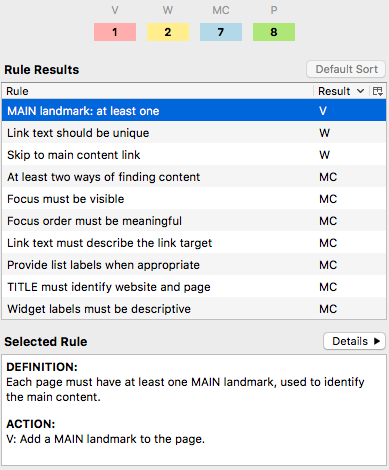 V W MC P
1 2 7 8
Rule Results Default Sort
Rule Result
MAIN landmark: at least one V
Link text should be unique W
Skip to main content link W
At least two ways of finding content MC
Focus must be visible MC
Focus order must be meaningful MC
Link text must describe the link target MC
Provide list labels when appropriate MC
TITLE must identify website and page MC
Widget labels must be descriptive MC
Selected Rule Details
DEFINITION:
Each page must have at least one MAIN landmark, used to identify
the main content.
ACTION:
V: Add a MAIN landmark to the page.